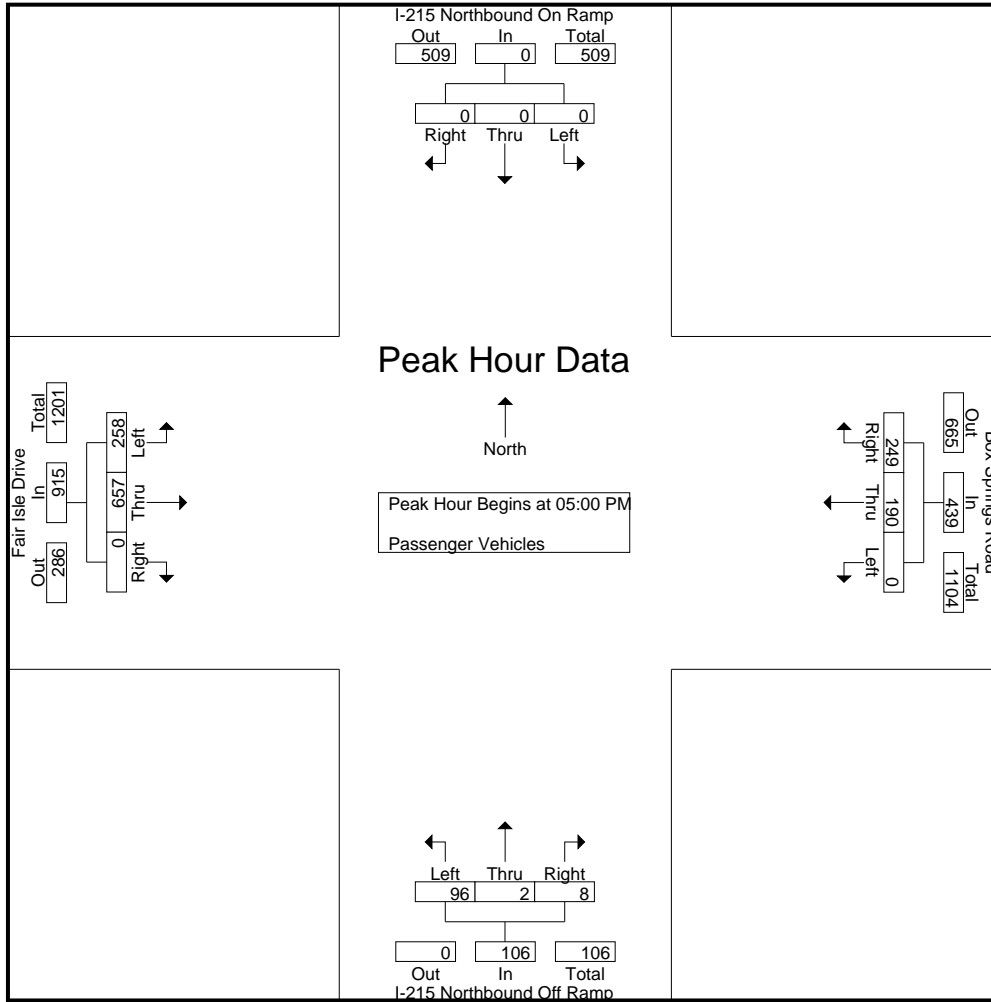 I-215 Northbound On Ramp
Out In Total
509 0 509
0 0 0
Right Thru Left
Peak Hour Data
North
Peak Hour Begins at 05:00 PM
Passenger Vehicles
Fair Isle Drive
Out In Total
286 915 1201
Right Thru Left
0 657 258
Box Springs Road
Out In Total
665 439 1104
249 190 0
Right Thru Left
Left Thru Right
96 2 8
0 106 106
Out In Total
I-215 Northbound Off Ramp